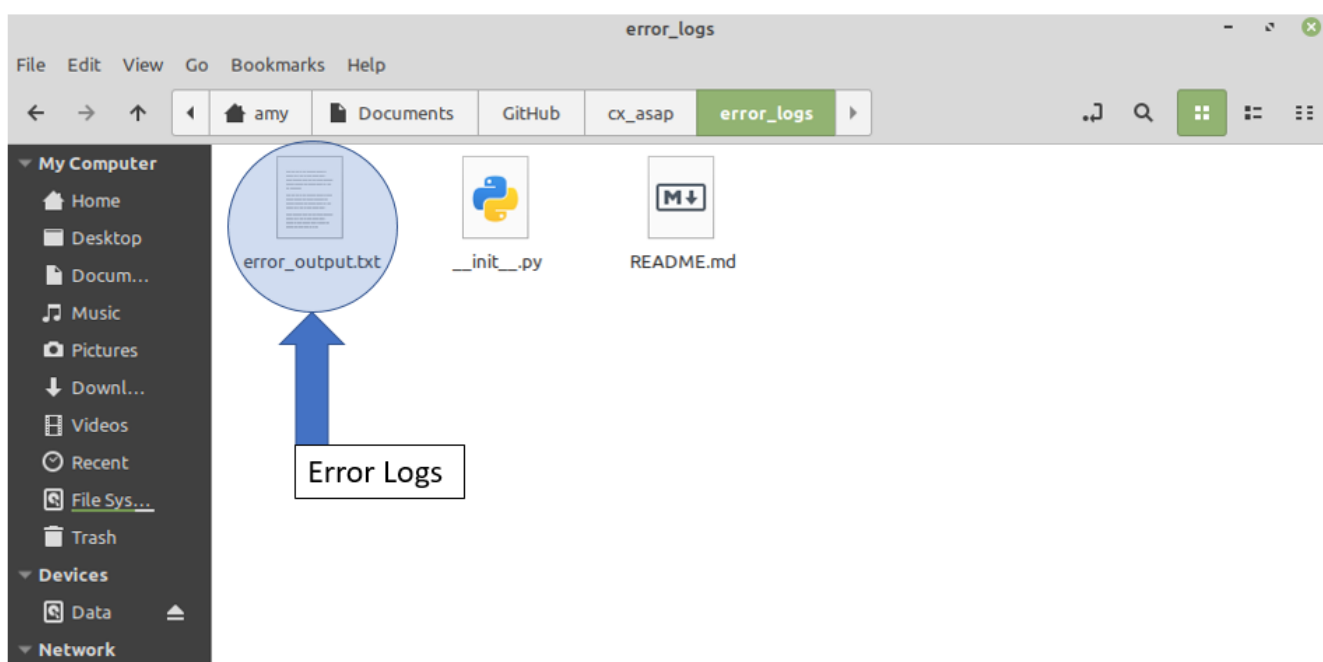 error_logs
File Edit View Go Bookmarks Help
amy Documents GitHub cx_asap error_logs
My Computer
Home
Desktop
Docum...
Music
Pictures
Downl...
Videos
Recent
File Sys...
Trash
Devices
Data
Network
error_output.txt __init__.py README.md
Error Logs